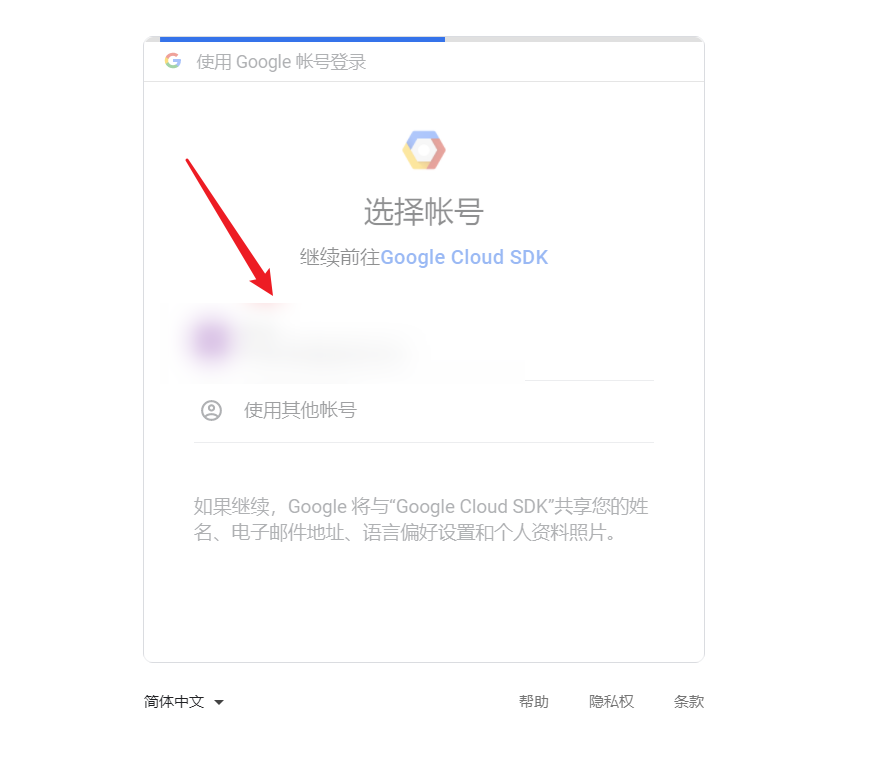 使用 Google 帐号登录
选择帐号
继续前往Google Cloud SDK
使用其他帐号
如果继续，Google 将与“Google Cloud SDK”共享您的姓
名、电子邮件地址、语言偏好设置和个人资料照片。
简体中文
帮助 隐私权 条款